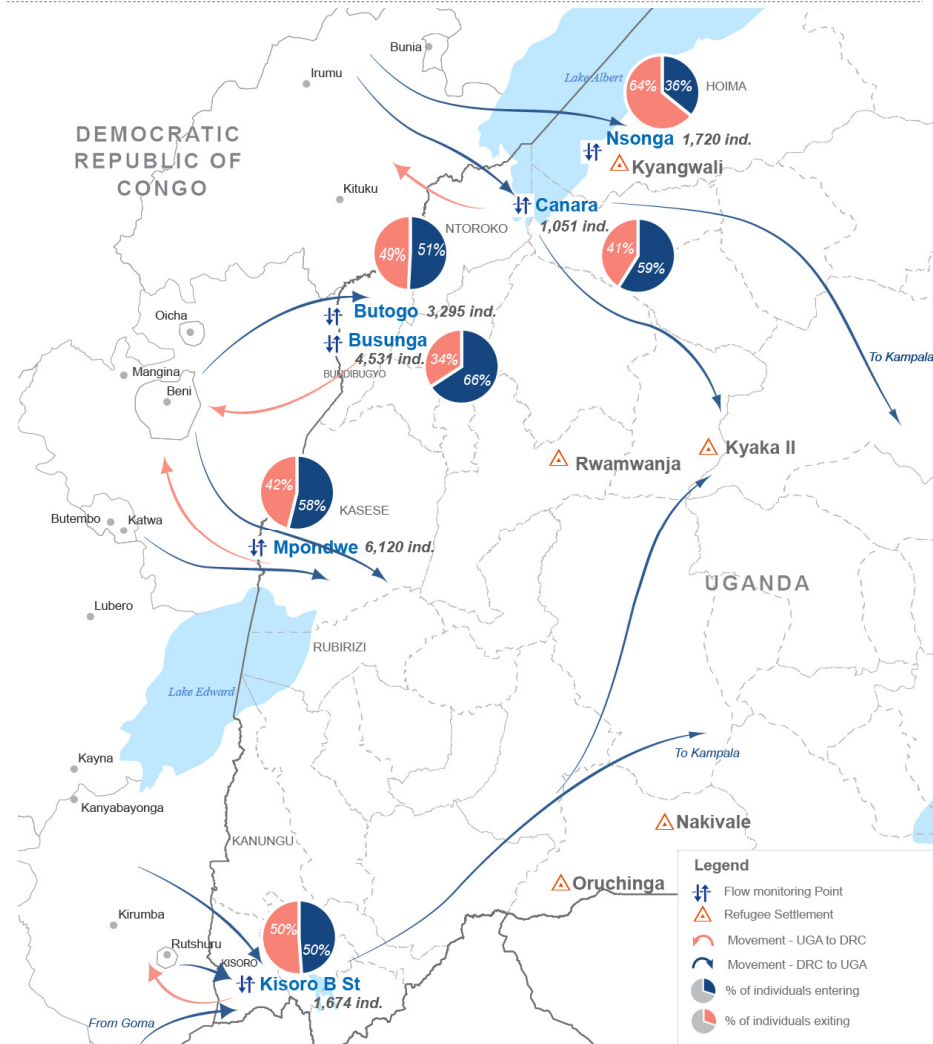 Bunia
Irumu
Lake Albert
64%
36%
HOIMA
DEMOCRATIC
REPUBLIC OF
CONGO
Nsonga 1,720 ind.
Kyangwali
Kituku
Canara
1,051 ind.
NTOROKO
49%
51%
41%
59%
Oicha
Butogo 3,295 ind.
Busunga
4,531 ind.
BUNDIBUGYO
34%
66%
To Kampala
Mangina
Beni
Rwamwanja
Kyaka II
42%
58%
KASESE
Butembo
Katwa
Mpondwe 6,120 ind.
UGANDA
Lubero
RUBIRIZI
Lake Edward
To Kampala
Kayna
Kanyabayonga
Nakivale
KANUNGU
Oruchinga
Kirumba
50%
50%
Rutshuru
KISORO
Kisoro B St
1,674 ind.
From Goma
Legend
Flow monitoring Point
Refugee Settlement
Movement - UGA to DRC
Movement - DRC to UGA
% of individuals entering
% of individuals exiting